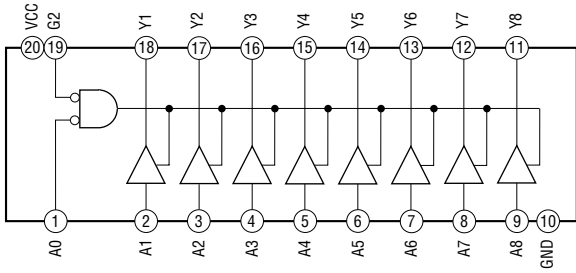 VCC G2 Y1 Y2 Y3 Y4 Y5 Y6 Y7 Y8
20 19 18 17 16 15 14 13 12 11
1 2 3 4 5 6 7 8 9 10
A0 A1 A2 A3 A4 A5 A6 A7 A8 GND